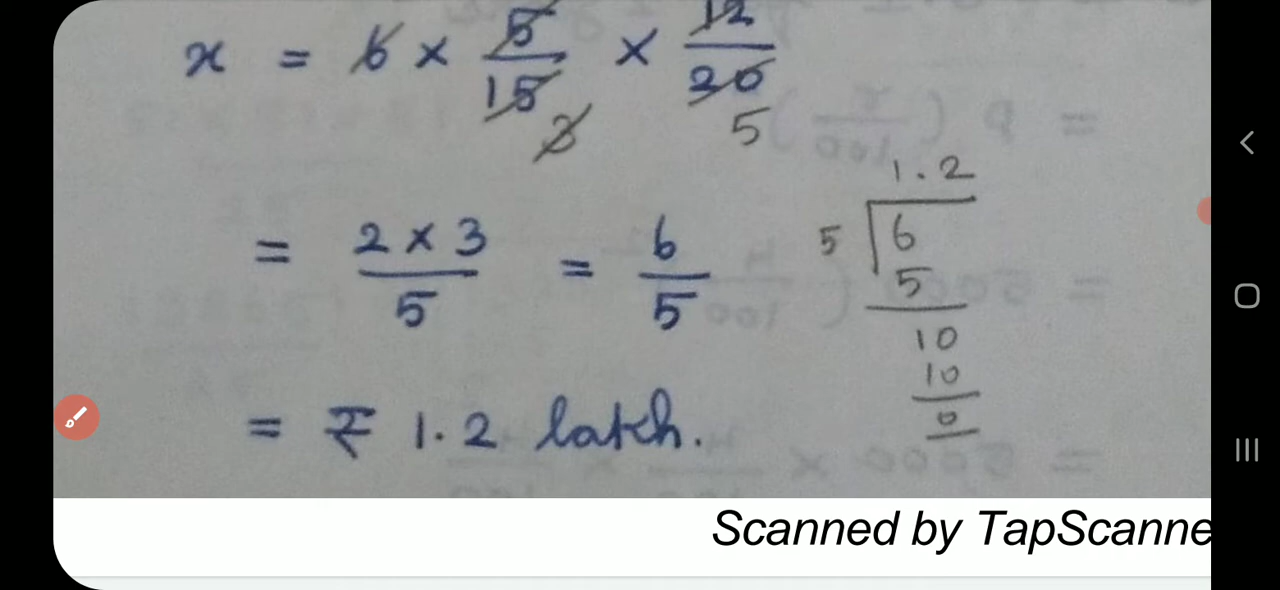 x = 6 × 5/15 × 12/20
3 5
= 2 × 3/5 = 6/5
1.2
5 6
5
10
10
0
= ₹ 1.2 lakh.
Scanned by TapScanne